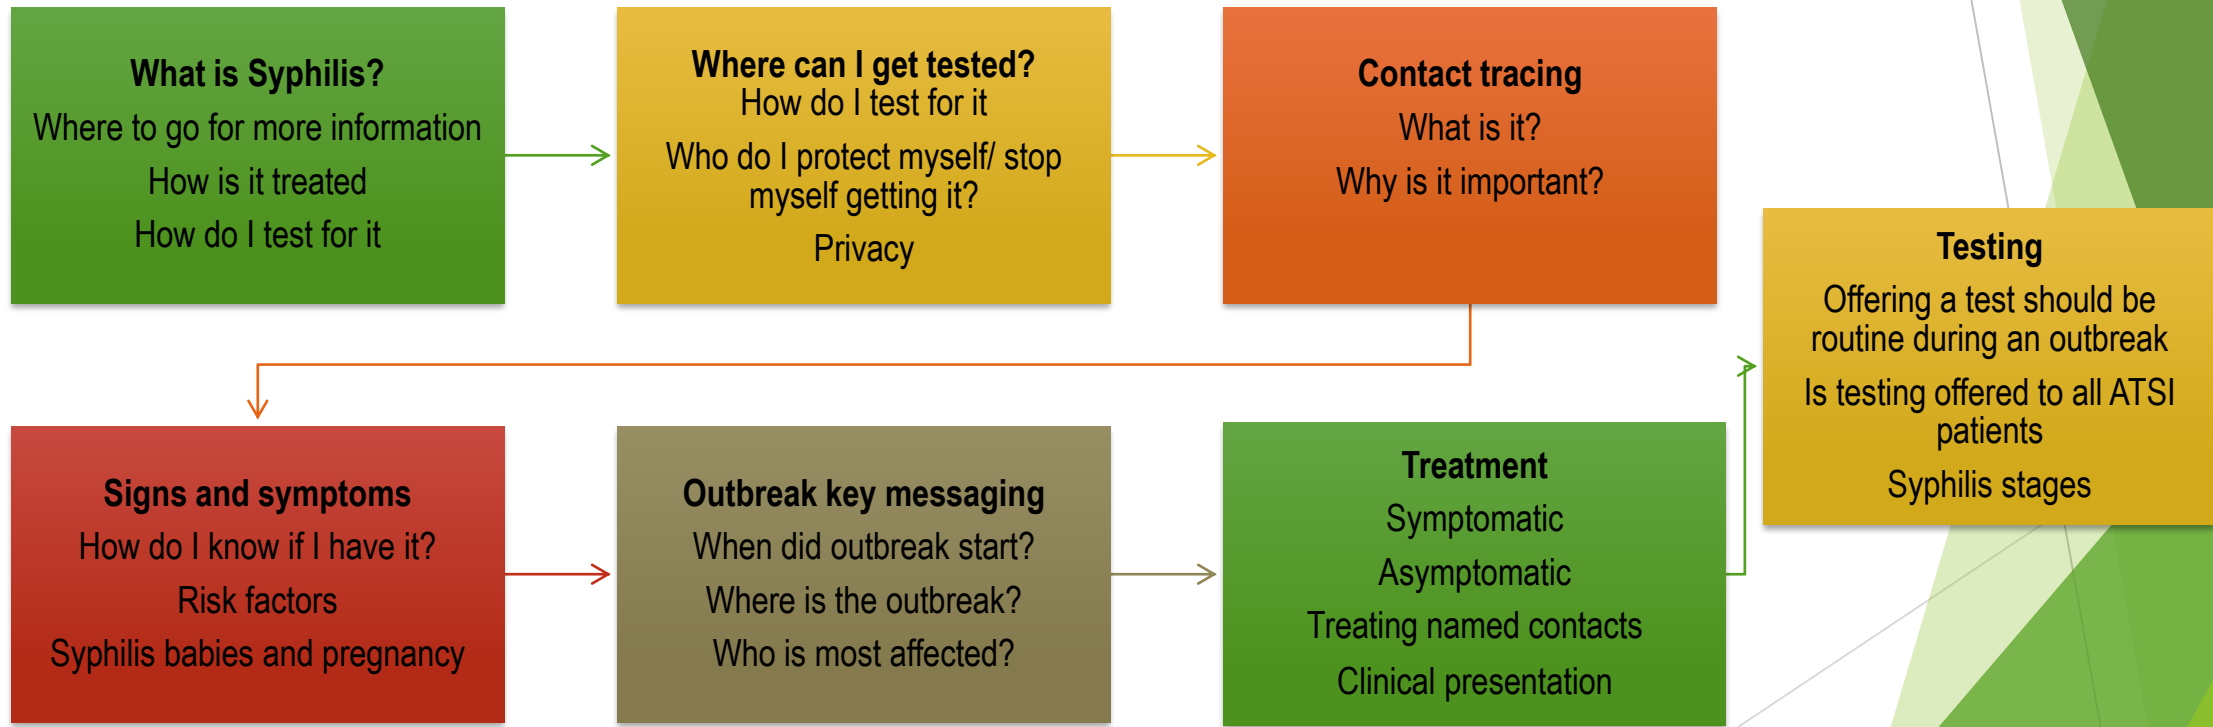 What is Syphilis?
Where to go for more information
How is it treated
How do I test for it
Where can I get tested?
How do I test for it
Who do I protect myself/ stop
myself getting it?
Privacy
Contact tracing
What is it?
Why is it important?
Signs and symptoms
How do I know if I have it?
Risk factors
Syphilis babies and pregnancy
Outbreak key messaging
When did outbreak start?
Where is the outbreak?
Who is most affected?
Treatment
Symptomatic
Asymptomatic
Treating named contacts
Clinical presentation
Testing
Offering a test should be
routine during an outbreak
Is testing offered to all ATSI
patients
Syphilis stages